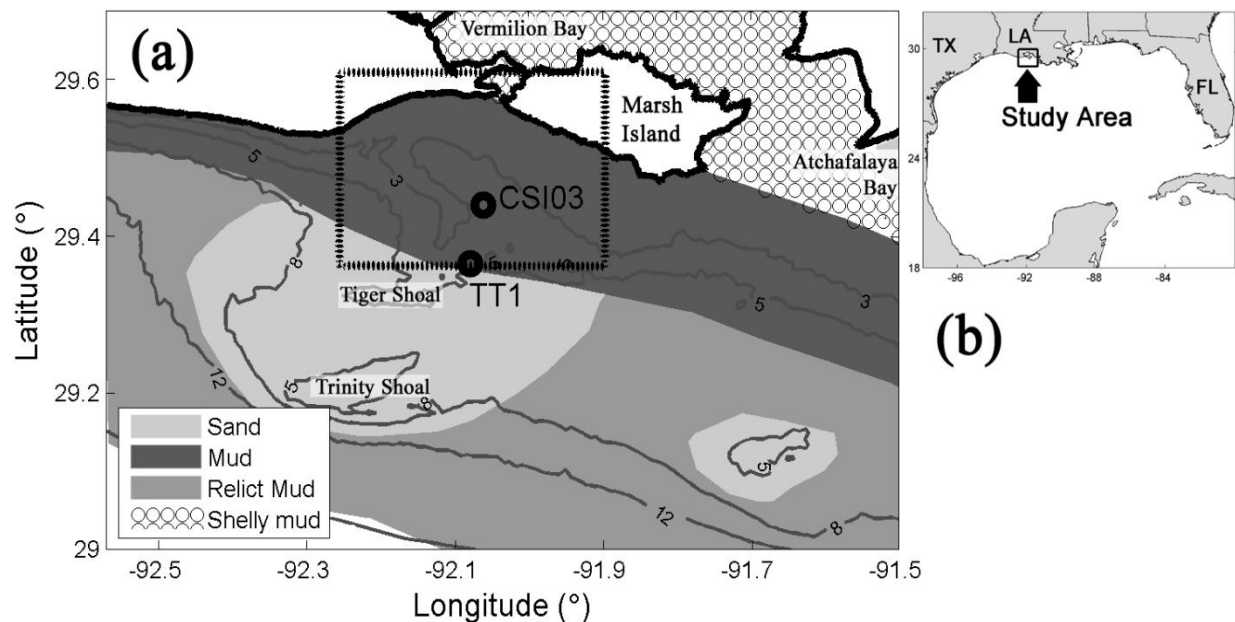 (a)
Vermilion Bay
Marsh
Island
Atchafalaya
Bay
CSI03
TT1
Tiger Shoal
Trinity Shoal
5
3
8
5
5
3
12
5
8
5
12
8
Sand
Mud
Relict Mud
Shelly mud
29.6
29.4
29.2
29
Latitude (°)
-92.5
-92.3
-92.1
-91.9
-91.7
-91.5
Longitude (°)
TX
LA
FL
Study Area
30
24
22
18
-96
-92
-88
-84
(b)